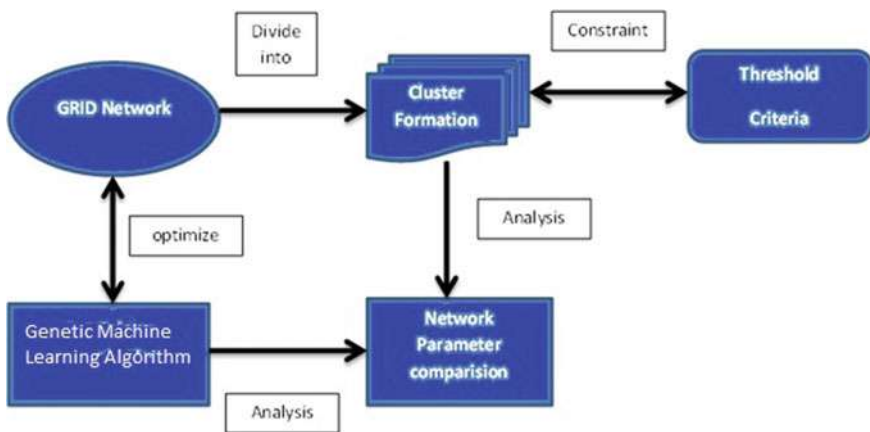 Divide
into
Constraint
GRID Network
Cluster
Formation
Threshold
Criteria
optimize
Analysis
Genetic Machine
Learning Algorithm
Network
Parameter
comparision
Analysis